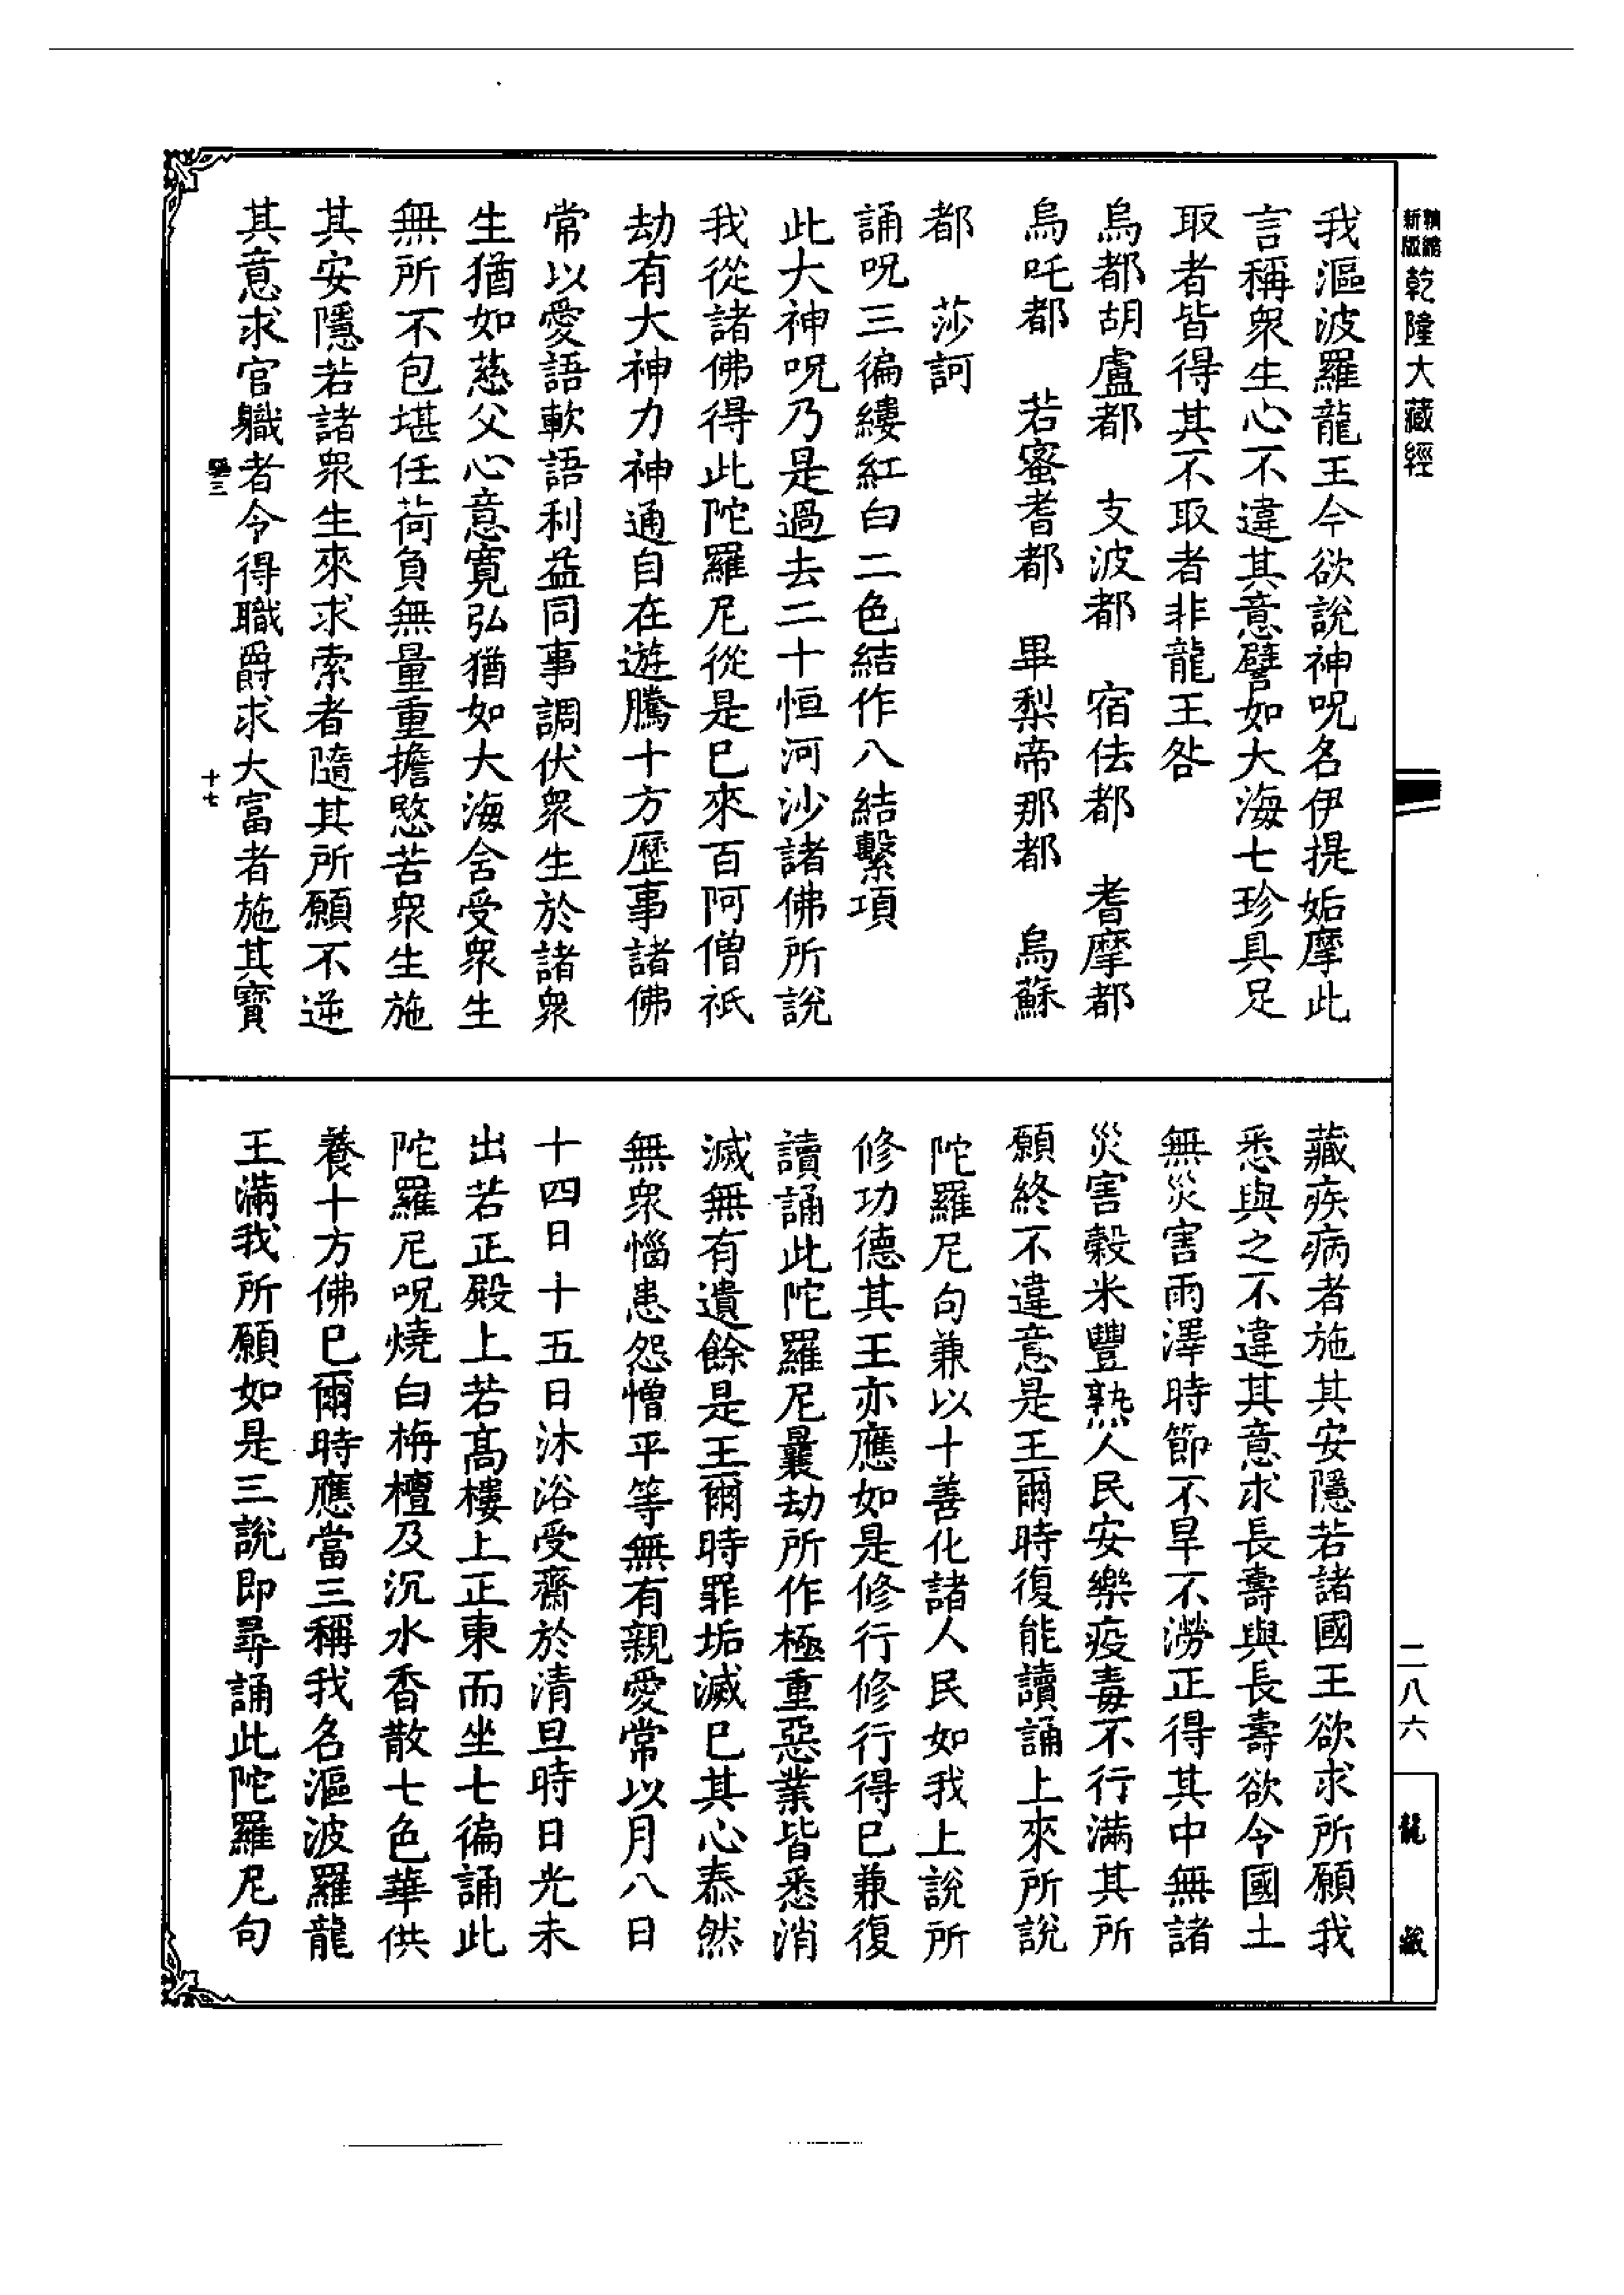 新版
乾隆大藏經
我漚波羅龍王今欲說神呪名伊提姤摩此
言稱衆生心不違其意譬如大海七珍具足
取者皆得其不取者非龍王咎
烏都胡盧都　支波都　宿佉都　耆摩都
烏吒都　若蜜耆都　畢梨帝那都　烏蘇
都　莎訶
誦呪三徧縷紅白二色結作八結繫項
此大神呪乃是過去二十恒河沙諸佛所說
我從諸佛得此陀羅尼從是巳來百阿僧祇
劫有大神力神通自在遊騰十方歷事諸佛
常以愛語軟語利益同事調伏衆生於諸衆
生猶如慈父心意寬弘猶如大海含受衆生
無所不包堪任荷負無量重擔愍苦衆生施
其安隱若諸衆生來求索者隨其所願不逆
其意求官職者令得職爵求大富者施其寶
十七
藏疾病者施其安隱若諸國王欲求所願我
悉與之不違其意求長壽與長壽欲令國土
無災害雨澤時節不旱不澇正得其中無諸
災害穀米豐熟人民安樂疫毒不行滿其所
願終不違意是王爾時復能讀誦上來所說
陀羅尼句兼以十善化諸人民如我上說所
修功德其王亦應如是修行修行得巳兼復
讀誦此陀羅尼曩劫所作極重惡業皆悉消
滅無有遺餘是王爾時罪垢滅巳其心泰然
無衆惱患怨憎平等無有親愛常以月八日
十四日十五日沐浴受齋於清旦時日光未
出若正殿上若高樓上正東而坐七徧誦此
陀羅尼呪燒白栴檀及沉水香散七色華供
養十方佛巳爾時應當三稱我名漚波羅龍
王滿我所願如是三說即尋誦此陀羅尼句
二八六
龍藏